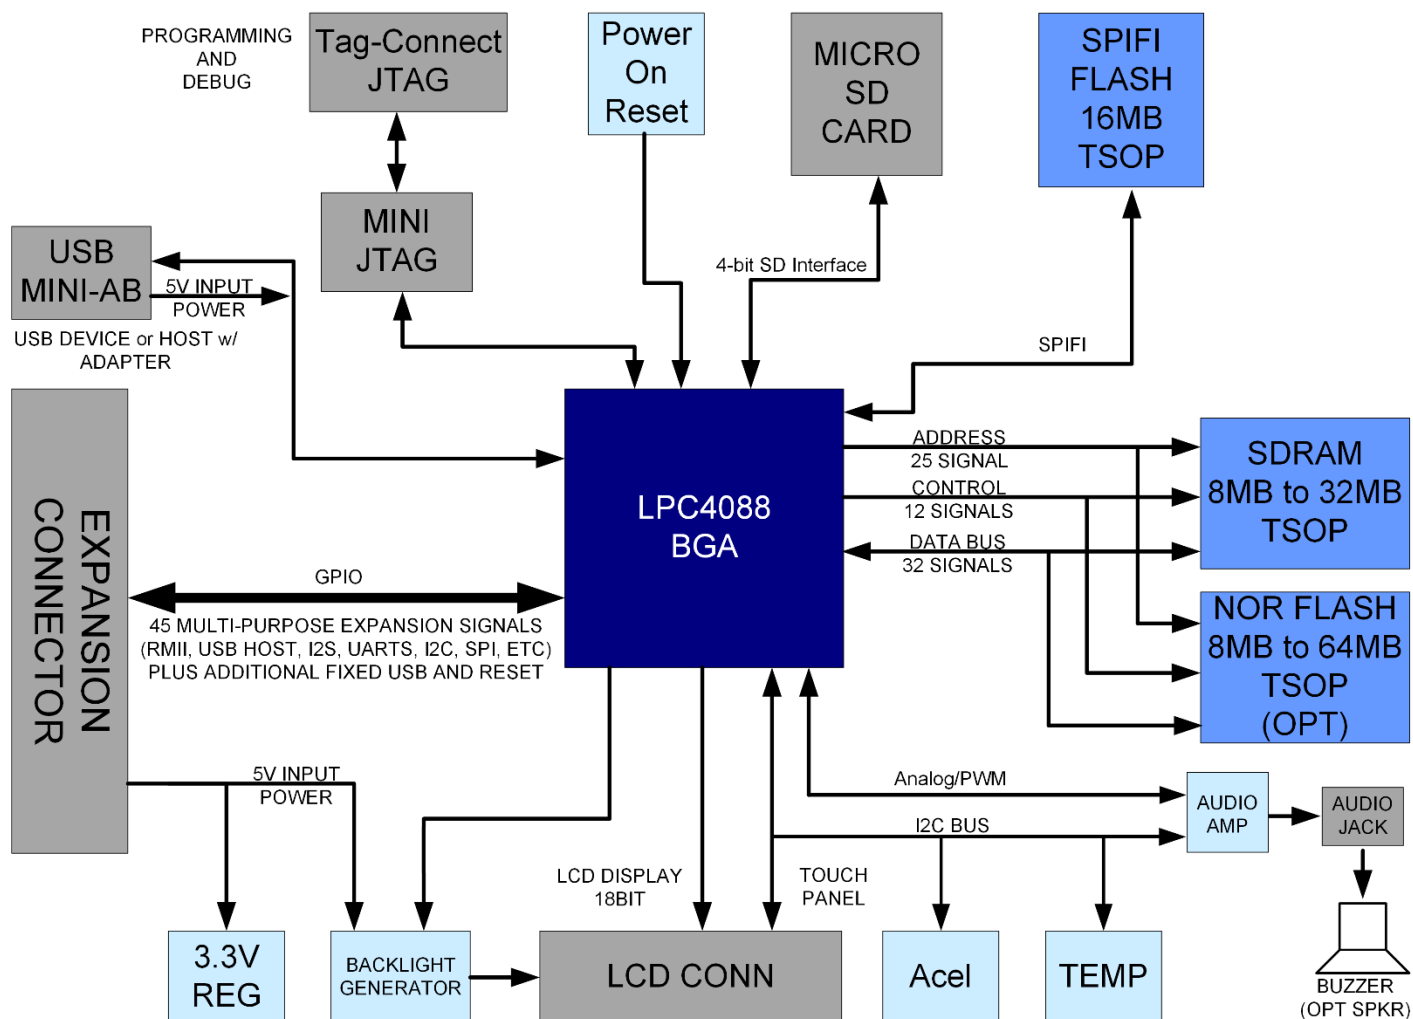 PROGRAMMING
AND
DEBUG
Tag-Connect
JTAG
Power
On
Reset
MICRO
SD
CARD
SPIFI
FLASH
16MB
TSOP
MINI
JTAG
USB
MINI-AB
5V INPUT
POWER
USB DEVICE or HOST w/
ADAPTER
4-bit SD Interface
SPIFI
EXPANSION
CONNECTOR
LPC4088
BGA
ADDRESS
25 SIGNAL
CONTROL
12 SIGNALS
DATA BUS
32 SIGNALS
SDRAM
8MB to 32MB
TSOP
GPIO
45 MULTI-PURPOSE EXPANSION SIGNALS
(RMII, USB HOST, I2S, UARTS, I2C, SPI, ETC)
PLUS ADDITIONAL FIXED USB AND RESET
NOR FLASH
8MB to 64MB
TSOP
(OPT)
5V INPUT
POWER
Analog/PWM
I2C BUS
AUDIO
AMP
AUDIO
JACK
LCD DISPLAY
18BIT
TOUCH
PANEL
3.3V
REG
BACKLIGHT
GENERATOR
LCD CONN
Acel
TEMP
BUZZER
(OPT SPKR)